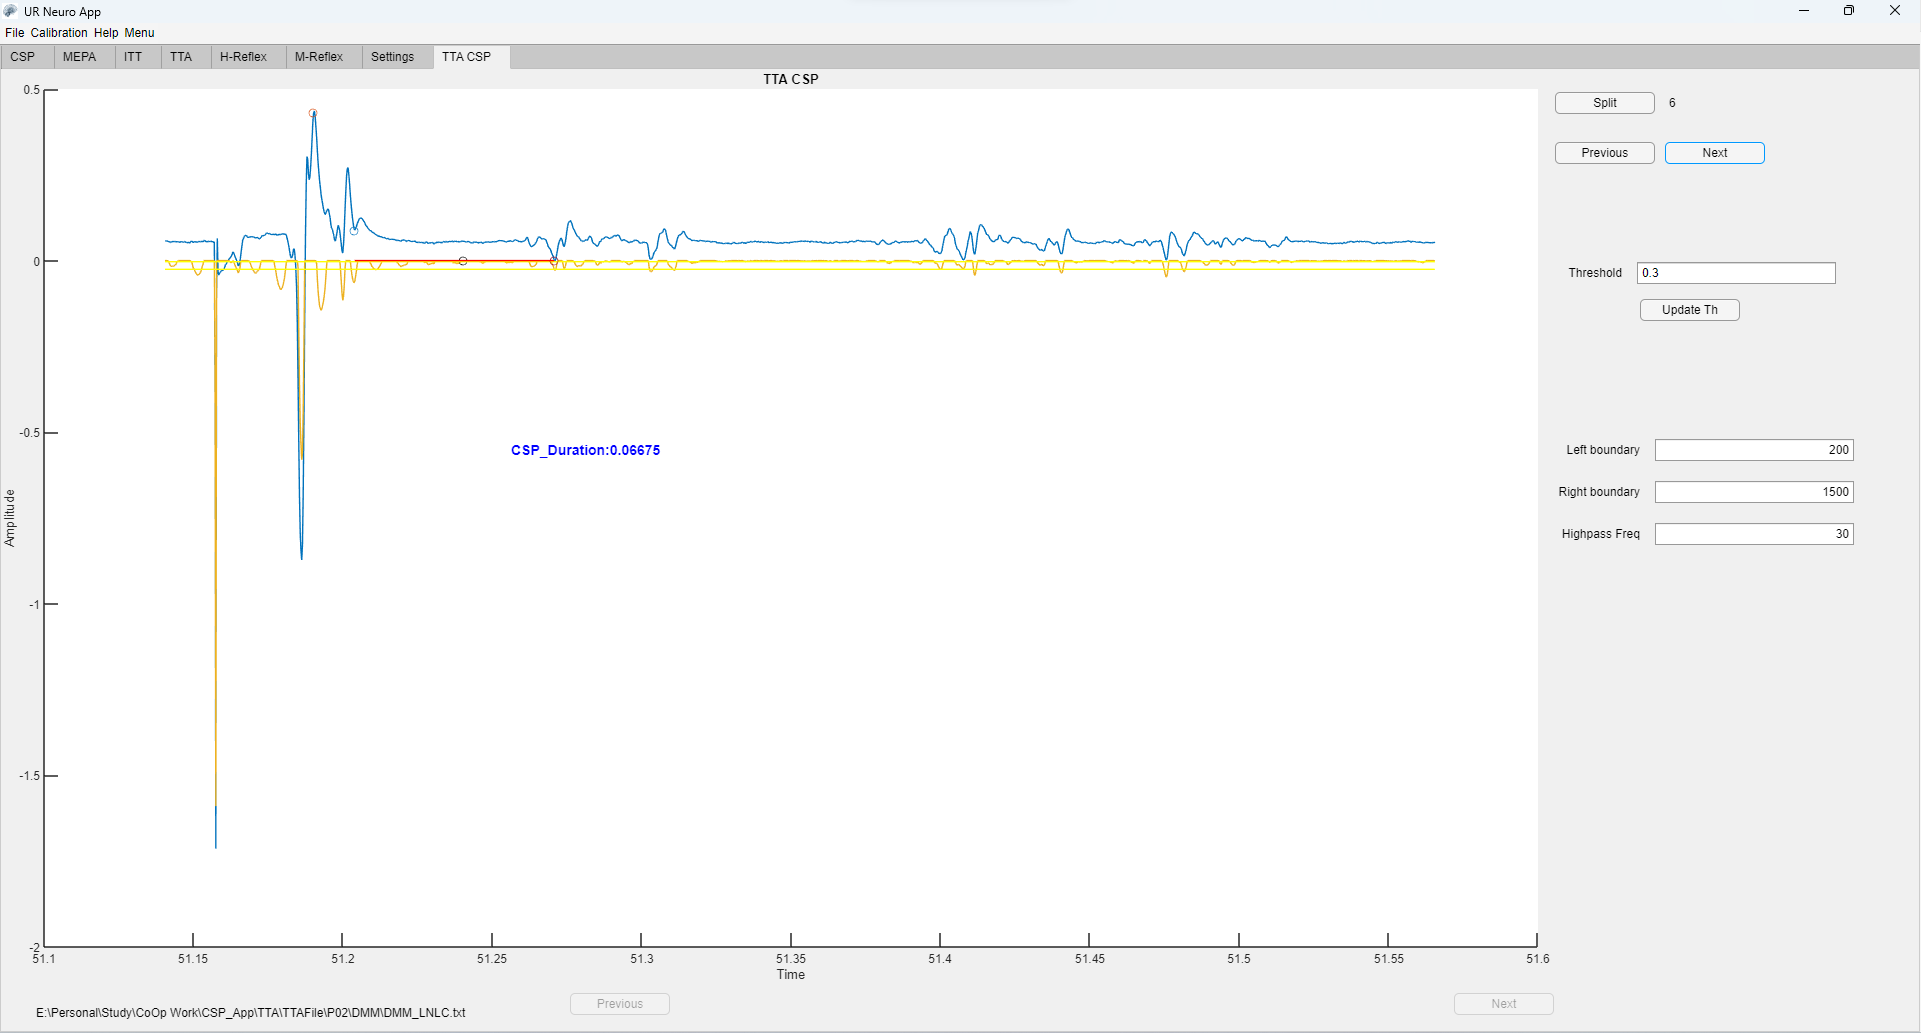 UR Neuro App
File Calibration Help Menu
CSP MEPA ITT TTA H-Reflex M-Reflex Settings TTA CSP
TTA CSP
0.5
0
-0.5
-1
-1.5
-2
Amplitude
CSP_Duration:0.06675
51.1 51.15 51.2 51.25 51.3 51.35 51.4 51.45 51.5 51.55 51.6
Time
Split 6
Previous Next
Threshold 0.3
Update Th
Left boundary 200
Right boundary 1500
Highpass Freq 30
Previous Next
E:\Personal\Study\CoOp Work\CSP_App\TTA\TTAFile\P02\DMM\DMM_LNLC.txt